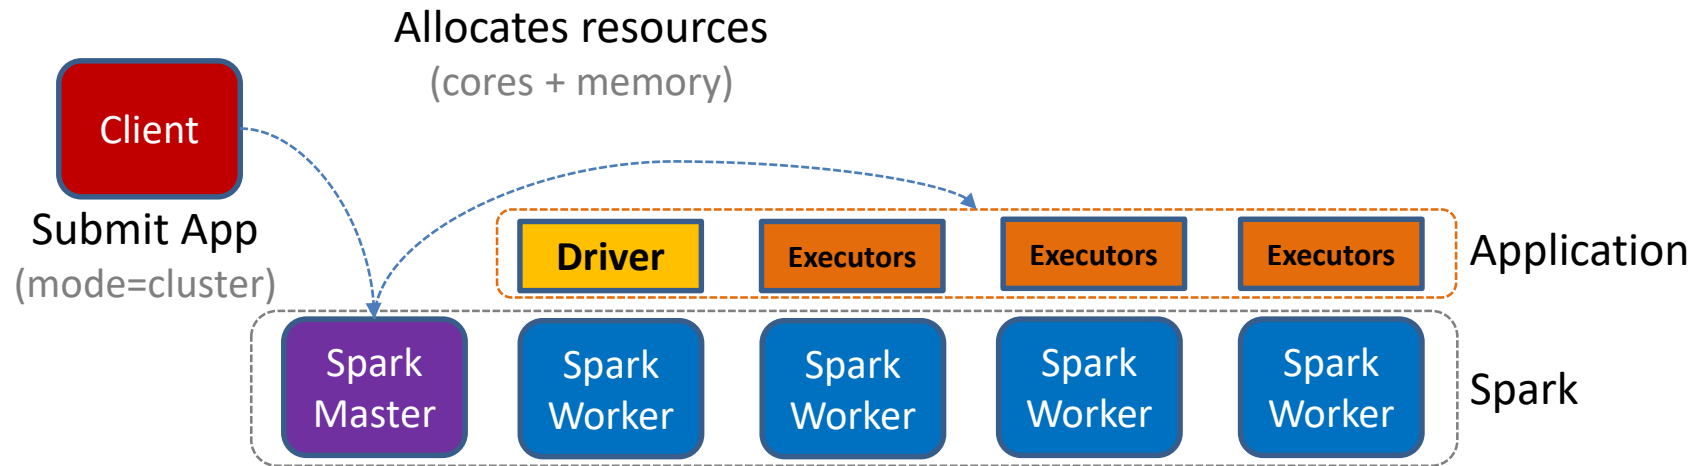 Allocates resources
(cores + memory)
Client
Submit App
(mode=cluster)
Driver
Executors
Executors
Executors
Application
Spark
Master
Spark
Worker
Spark
Worker
Spark
Worker
Spark
Worker
Spark